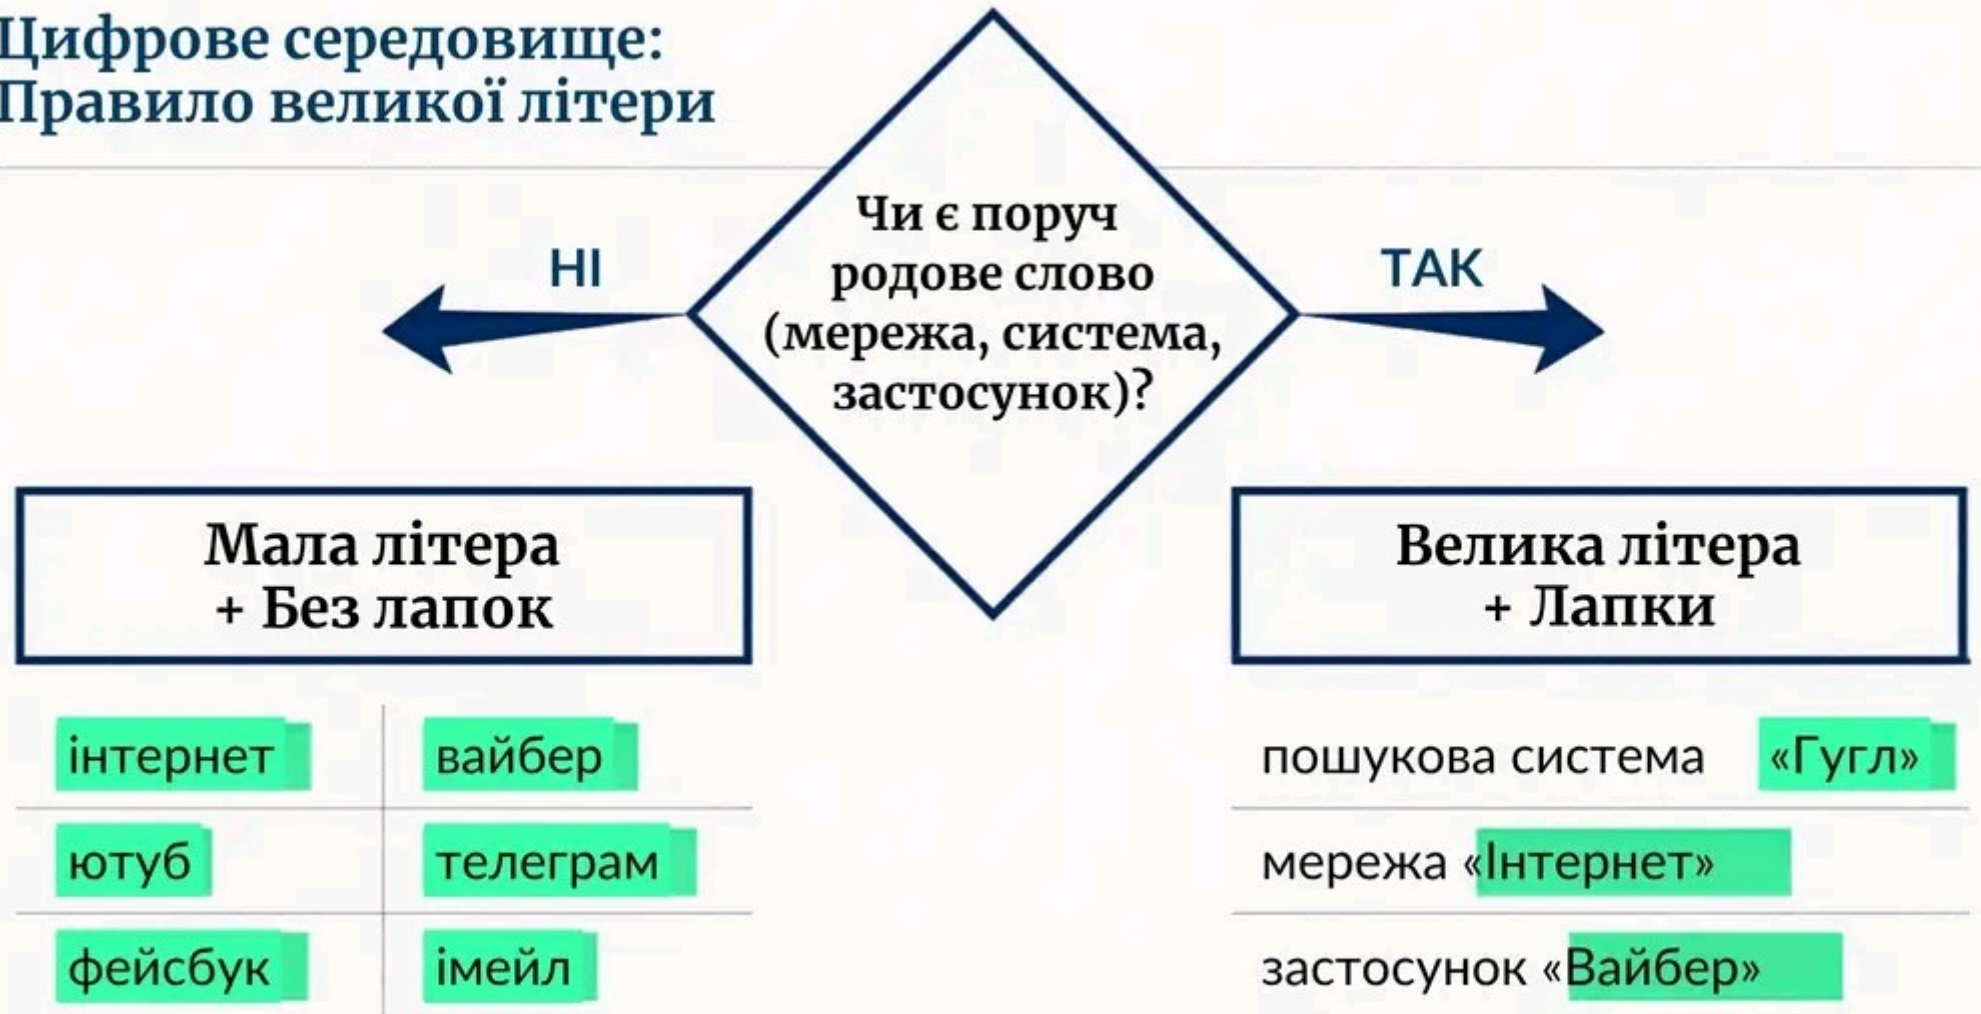 Цифрове середовище:
Правило великої літери
Чи є поруч
родове слово
(мережа, система,
застосунок)?
НІ
ТАК
Мала літера
+ Без лапок
Велика літера
+ Лапки
інтернет
вайбер
ютуб
телеграм
фейсбук
імейл
пошукова система «Гугл»
мережа «Інтернет»
застосунок «Вайбер»